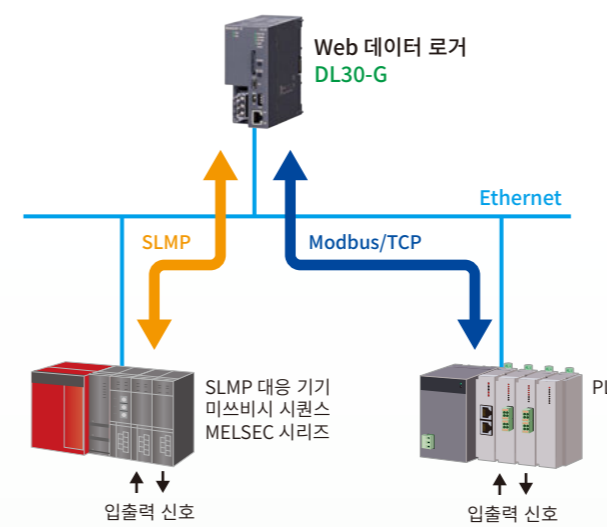 Web 데이터 로거
DL30-G
Ethernet
SLMP
Modbus/TCP
SLMP 대응 기기
미쓰비시 시퀀스
MELSEC 시리즈
입출력 신호
입출력 신호